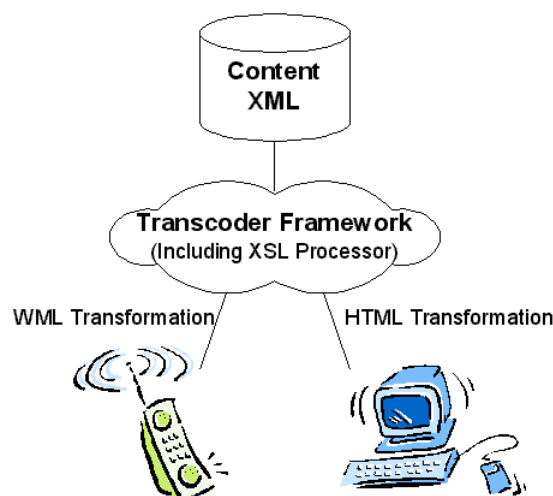 Content
XML
Transcoder Framework
(Including XSL Processor)
WML Transformation
HTML Transformation